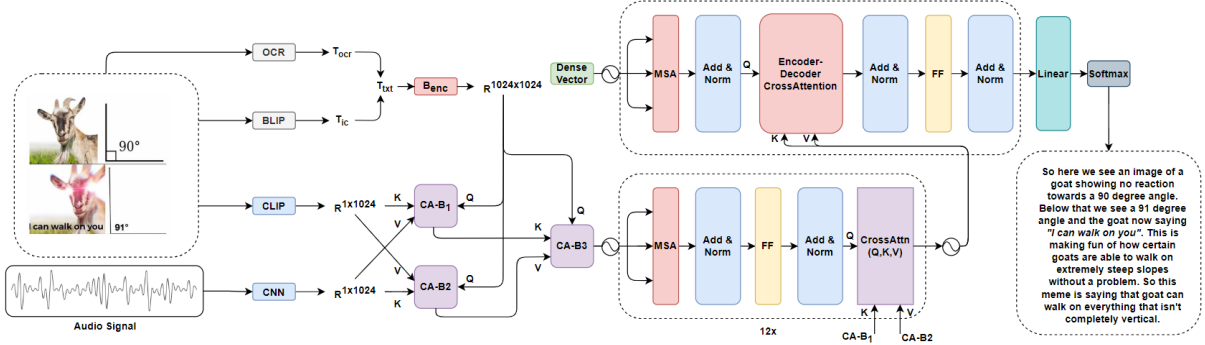 OCR
T_ocr
BLIP
T_ic
T_txt
B_enc
R^1024x1024
90°
I can walk on you
91°
CLIP
R^1x1024
CNN
R^1x1024
Audio Signal
K
V
Q
CA-B_1
V
K
Q
CA-B2
K
V
Q
CA-B3
Dense
Vector
MSA
Add &
Norm
Q
Encoder-
Decoder
CrossAttention
K
V
Add &
Norm
FF
Add &
Norm
Linear
Softmax
MSA
Add &
Norm
FF
Add &
Norm
Q
CrossAttn
(Q,K,V)
K
V
12x
CA-B_1
CA-B2
So here we see an image of a
goat showing no reaction
towards a 90 degree angle.
Below that we see a 91 degree
angle and the goat now saying
"I can walk on you". This is
making fun of how certain
goats are able to walk on
extremely steep slopes
without a problem. So this
meme is saying that goat can
walk on everything that isn't
completely vertical.